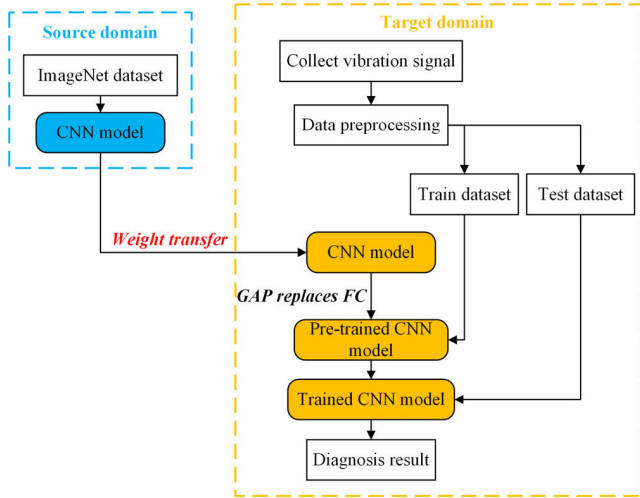 Source domain
ImageNet dataset
CNN model
Target domain
Collect vibration signal
Data preprocessing
Train dataset
Test dataset
Weight transfer
CNN model
GAP replaces FC
Pre-trained CNN
model
Trained CNN model
Diagnosis result